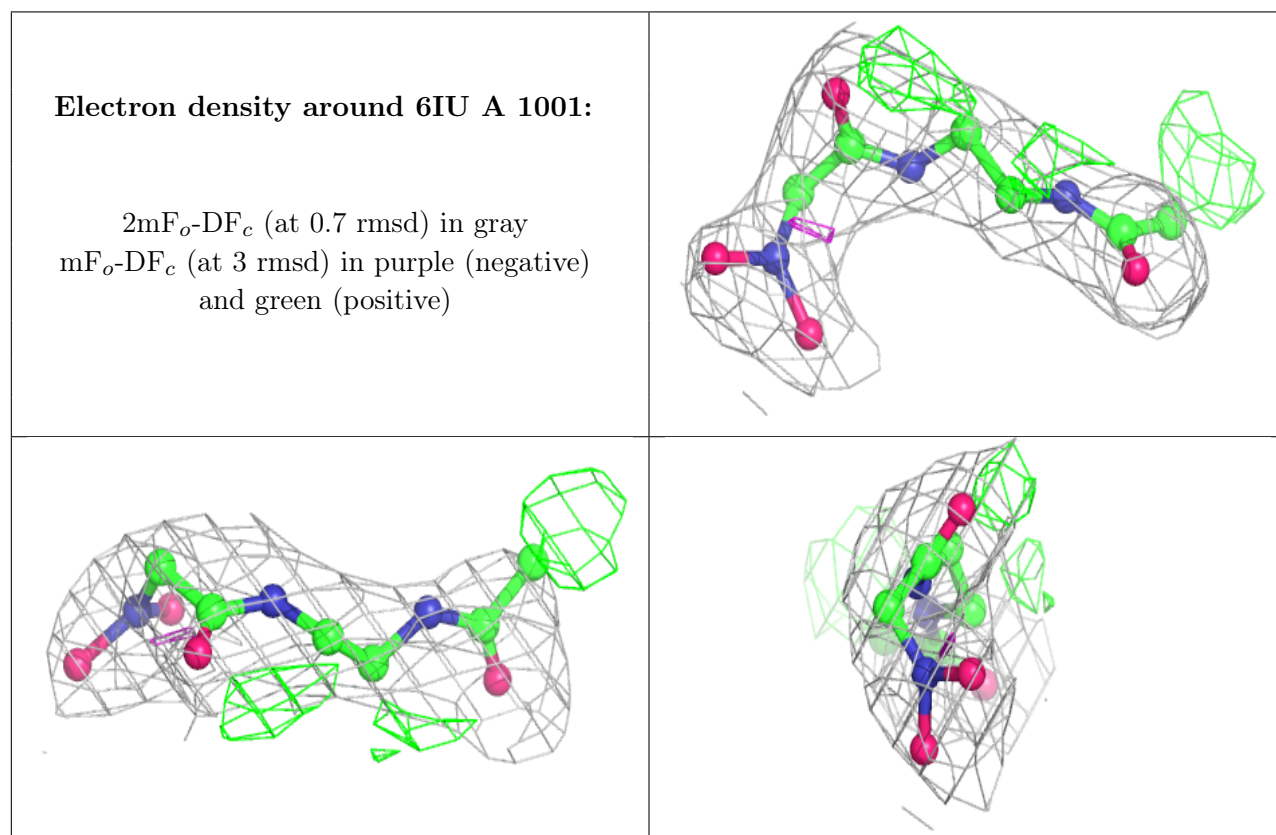 Electron density around 6IU A 1001:
2mFo-DFc (at 0.7 rmsd) in gray
mFo-DFc (at 3 rmsd) in purple (negative)
and green (positive)